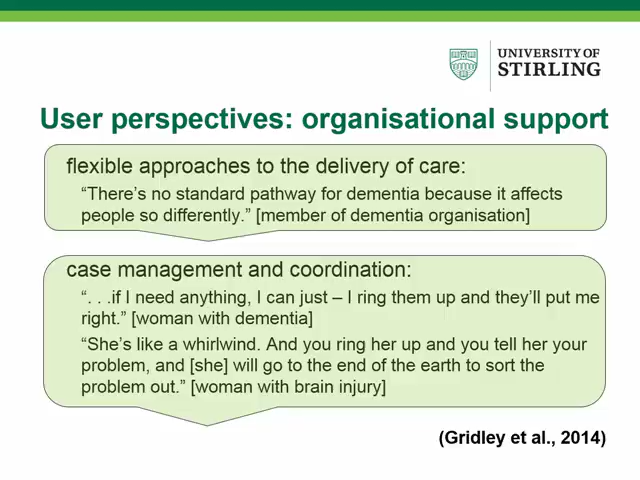 UNIVERSITY OF
STIRLING
User perspectives: organisational support
flexible approaches to the delivery of care:
“There’s no standard pathway for dementia because it affects
people so differently.” [member of dementia organisation]
case management and coordination:
“. . .if I need anything, I can just – I ring them up and they’ll put me
right.” [woman with dementia]
“She’s like a whirlwind. And you ring her up and you tell her your
problem, and [she] will go to the end of the earth to sort the
problem out.” [woman with brain injury]
(Gridley et al., 2014)